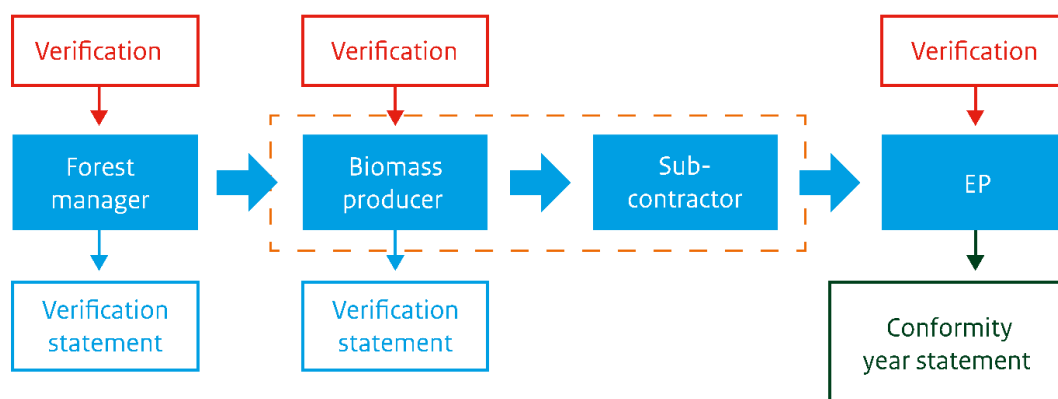 Verification
Verification
Verification
Forest
manager
Biomass
producer
Sub-
contractor
EP
Verification
statement
Verification
statement
Conformity
year statement